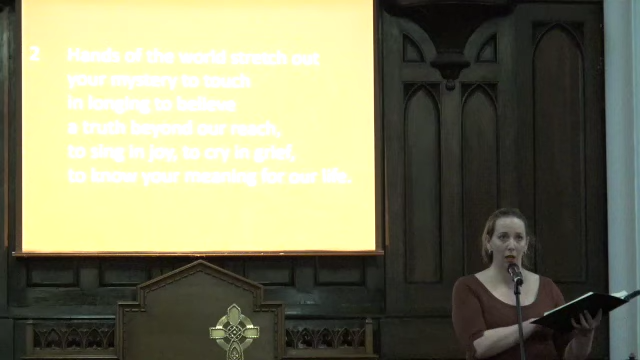 2 Hands of the world stretch out
your mystery to touch
in longing to believe
a truth beyond our reach,
to sing in joy, to cry in grief,
to know your meaning for our life.